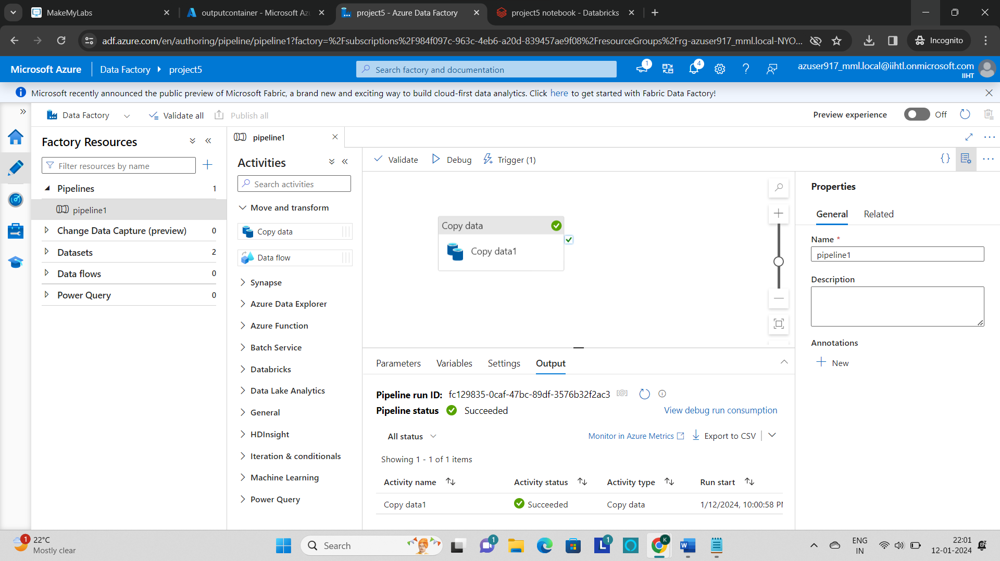 MakeMyLabs
outputcontainer - Microsoft Az
project5 - Azure Data Factory
project5 notebook - Databricks
adf.azure.com/en/authoring/pipeline/pipeline1?factory=%2Fsubscriptions%2F984f097c-963c-4eb6-a20d-839457ae9f08%2FresourceGroups%2Frg-azuser917_mml.local-NYO...
Incognito
Microsoft Azure
Data Factory
project5
Search factory and documentation
1
4
azuser917_mml.local@iihtl.onmicrosoft.com
IIHT
Microsoft recently announced the public preview of Microsoft Fabric, a brand new and exciting way to build cloud-first data analytics. Click here to get started with Fabric Data Factory!
Data Factory
Validate all
Publish all
Preview experience
Off
Factory Resources
Filter resources by name
Pipelines 1
pipeline1
Change Data Capture (preview) 0
Datasets 2
Data flows 0
Power Query 0
pipeline1
Activities
Search activities
Move and transform
Copy data
Data flow
Synapse
Azure Data Explorer
Azure Function
Batch Service
Databricks
Data Lake Analytics
General
HDInsight
Iteration & conditionals
Machine Learning
Power Query
Validate
Debug
Trigger (1)
Copy data
Copy data1
Parameters
Variables
Settings
Output
Pipeline run ID: fc129835-0caf-47bc-89df-3576b32f2ac3
Pipeline status Succeeded
View debug run consumption
All status
Monitor in Azure Metrics
Export to CSV
Showing 1 - 1 of 1 items
Activity name Activity status Activity type Run start
Copy data1 Succeeded Copy data 1/12/2024, 10:00:58 PM
Properties
General
Related
Name *
pipeline1
Description
Annotations
New
1
22°C
Mostly clear
Search
1
L
1
K
W
ENG
IN
22:01
12-01-2024